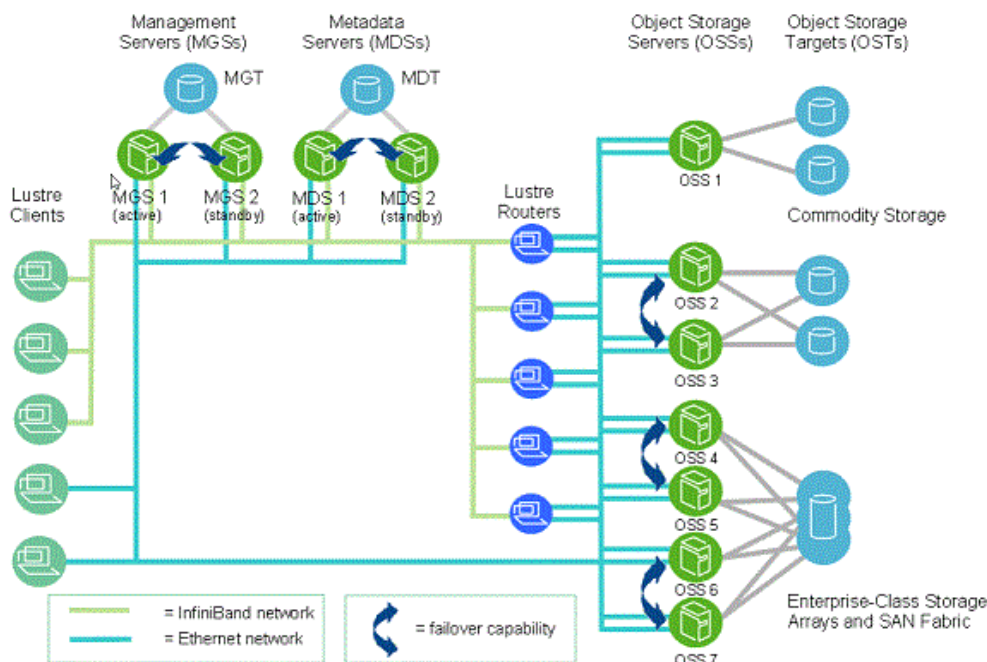 Management
Servers (MGSs)
Metadata
Servers (MDSs)
Object Storage
Servers (OSSs)
Object Storage
Targets (OSTs)
MGT
MDT
OSS 1
Lustre
Clients
MGS 1
(active)
MGS 2
(standby)
MDS 1
(active)
MDS 2
(standby)
Lustre
Routers
Commodity Storage
OSS 2
OSS 3
OSS 4
OSS 5
OSS 6
Enterprise-Class Storage
Arrays and SAN Fabric
= InfiniBand network
= Ethernet network
= failover capability
OSS 7